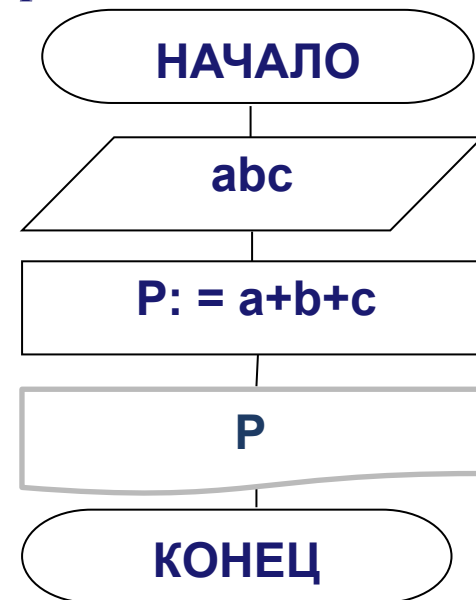 НАЧАЛО
abc
P: = a+b+c
P
КОНЕЦ